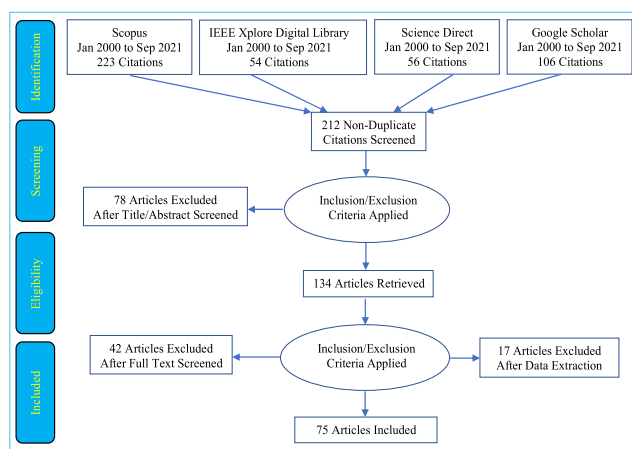 Identification
Scopus
Jan 2000 to Sep 2021
223 Citations
IEEE Xplore Digital Library
Jan 2000 to Sep 2021
54 Citations
Science Direct
Jan 2000 to Sep 2021
56 Citations
Google Scholar
Jan 2000 to Sep 2021
106 Citations
Screening
212 Non-Duplicate
Citations Screened
78 Articles Excluded
After Title/Abstract Screened
Inclusion/Exclusion
Criteria Applied
Eligibility
134 Articles Retrieved
Included
42 Articles Excluded
After Full Text Screened
Inclusion/Exclusion
Criteria Applied
17 Articles Excluded
After Data Extraction
75 Articles Included